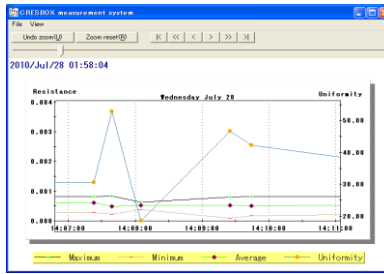 CRESBOX measurement system
File View
Undo zoom(U) Zoom reset(R) |< << < > >> >|
2010/Jul/28 01:58:04
Resistance Wednesday July 28 Uniformity
0.004
50.00
0.003
40.00
0.002
30.00
0.001
20.00
0.000
14:07:00 14:08:00 14:09:00 14:10:00 14:11:00
Maximum Minimum Average Uniformity